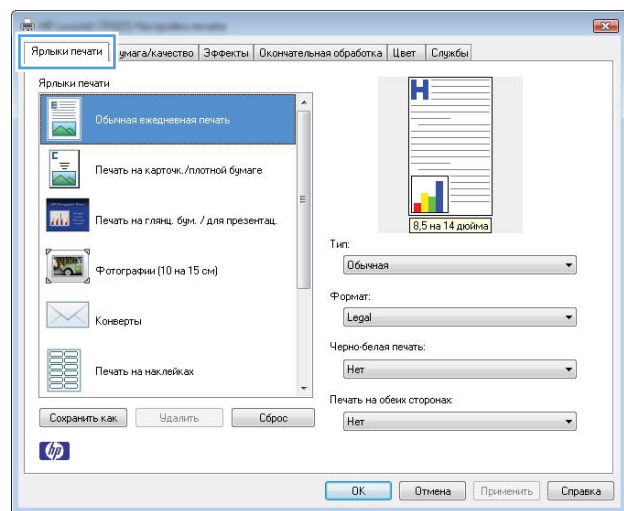 Ярлыки печати
умага/качество
Эффекты
Окончательная обработка
Цвет
Службы
Ярлыки печати
Обычная ежедневная печать
Печать на карточк./плотной бумаге
Печать на глянц. бум. / для презентац.
Фотографии (10 на 15 см)
Конверты
Печать на наклейках
Сохранить как
Удалить
Сброс
8,5 на 14 дюйма
Тип:
Обычная
Формат:
Legal
Черно-белая печать:
Нет
Печать на обеих сторонах:
Нет
hp
OK
Отмена
Применить
Справка